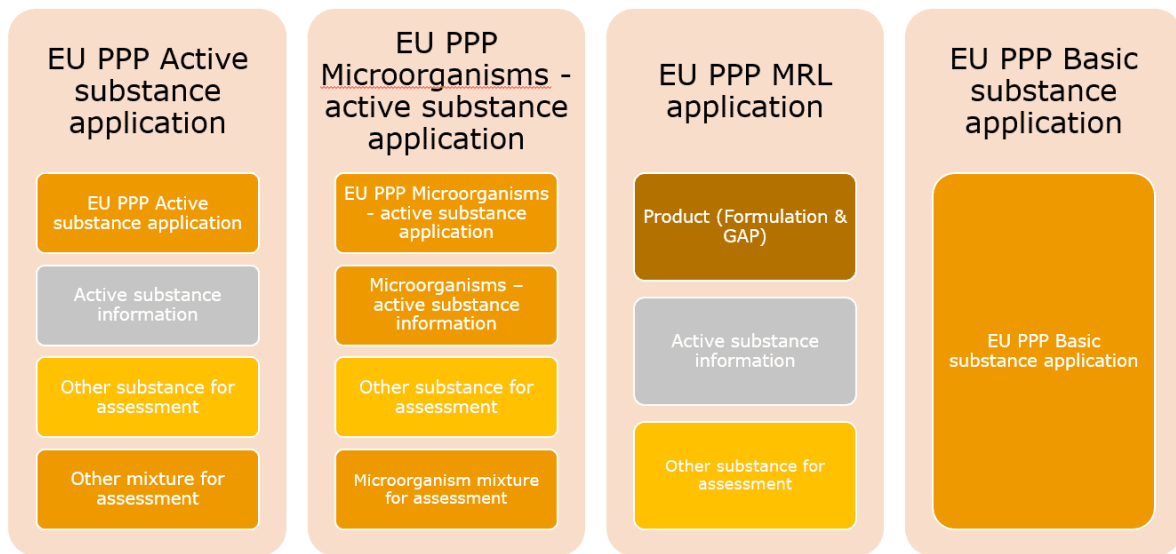 EU PPP Active
substance
application
EU PPP Active
substance application
Active substance
information
Other substance for
assessment
Other mixture for
assessment
EU PPP
Microorganisms -
active substance
application
EU PPP Microorganisms
- active substance
application
Microorganisms –
active substance
information
Other substance for
assessment
Microorganism mixture
for assessment
EU PPP MRL
application
Product (Formulation &
GAP)
Active substance
information
Other substance for
assessment
EU PPP Basic
substance
application
EU PPP Basic
substance application